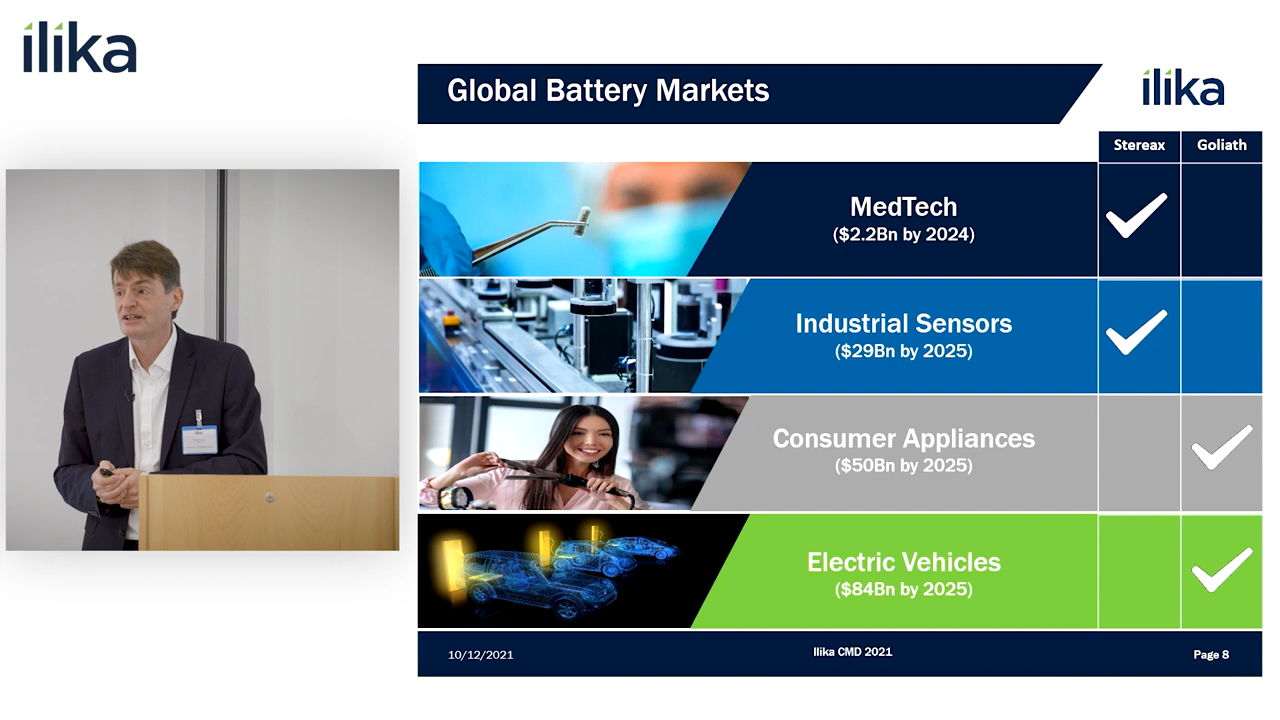 ilika
Global Battery Markets
ilika
Stereax
Goliath
MedTech
($2.2Bn by 2024)
Industrial Sensors
($29Bn by 2025)
Consumer Appliances
($50Bn by 2025)
Electric Vehicles
($84Bn by 2025)
10/12/2021
Ilika CMD 2021
Page 8